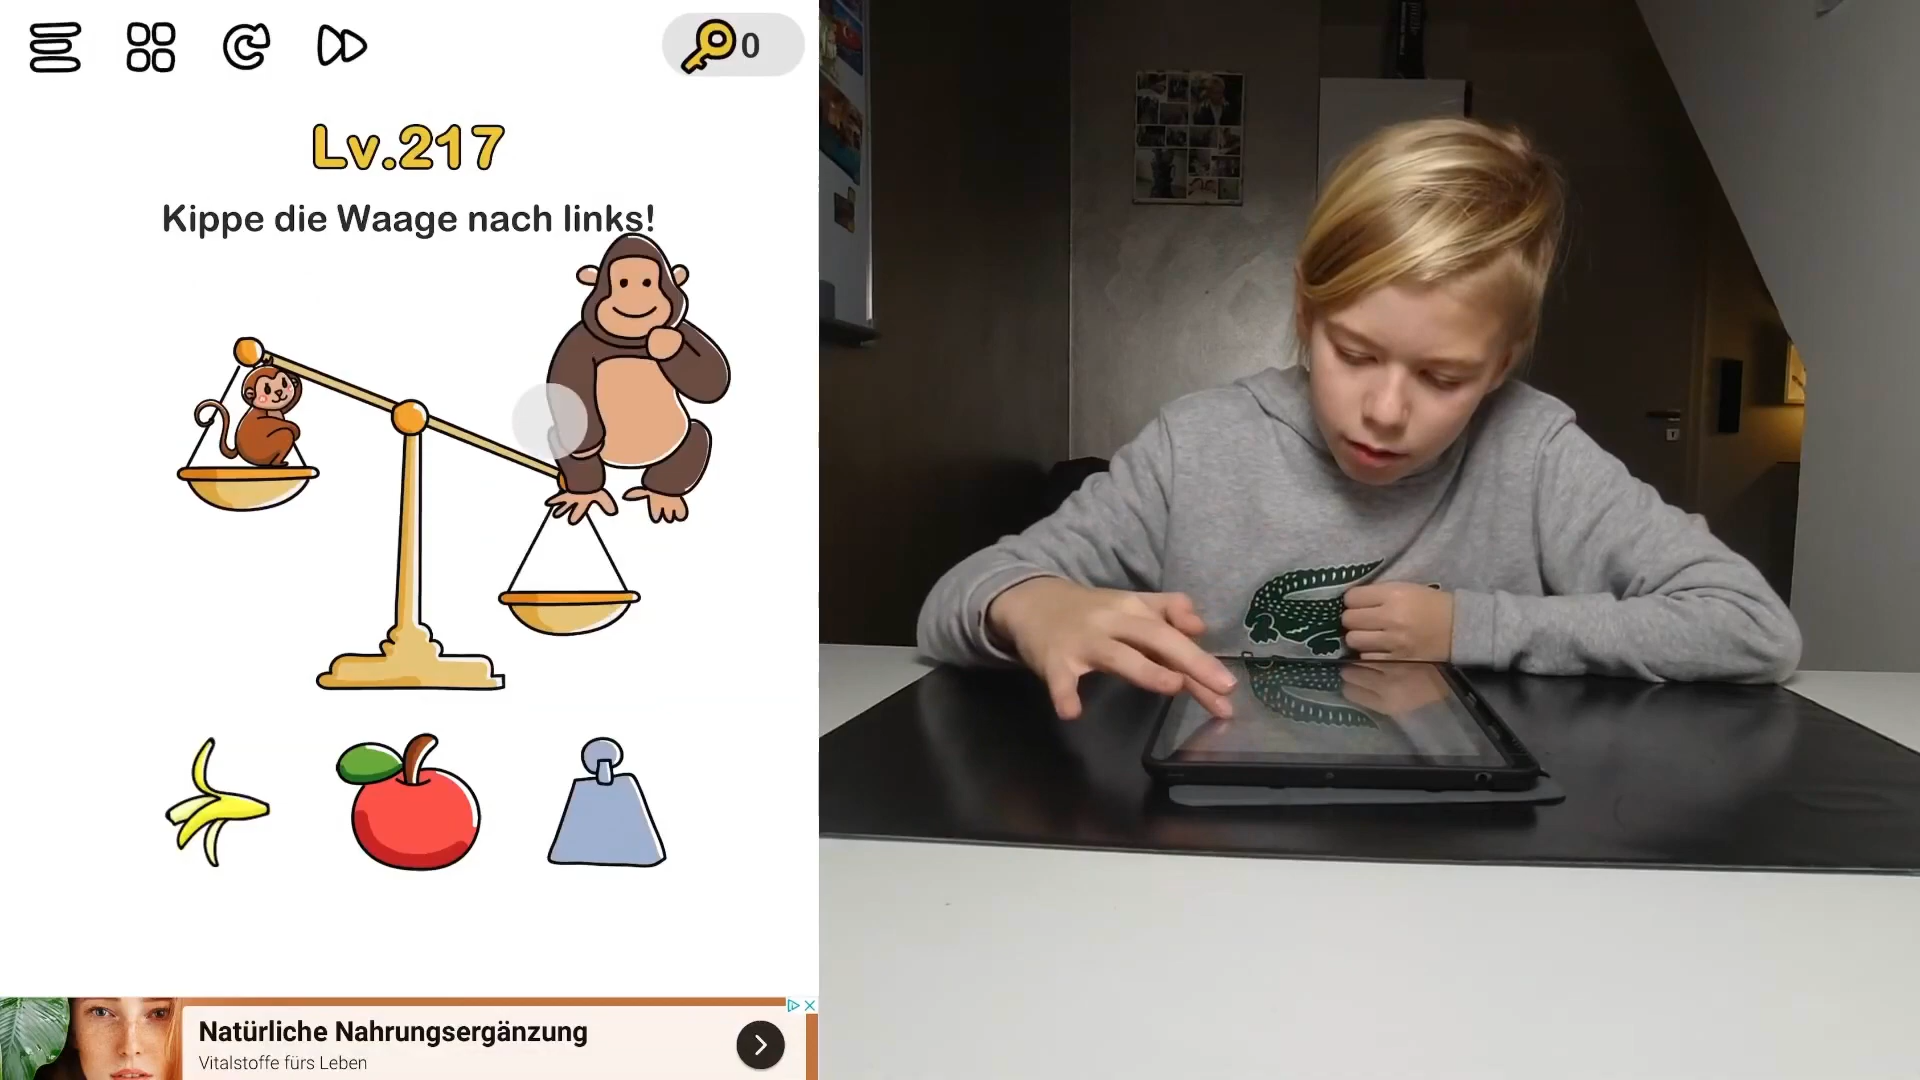 0
Lv.217
Kippe die Waage nach links!
Natürliche Nahrungsergänzung
Vitalstoffe fürs Leben